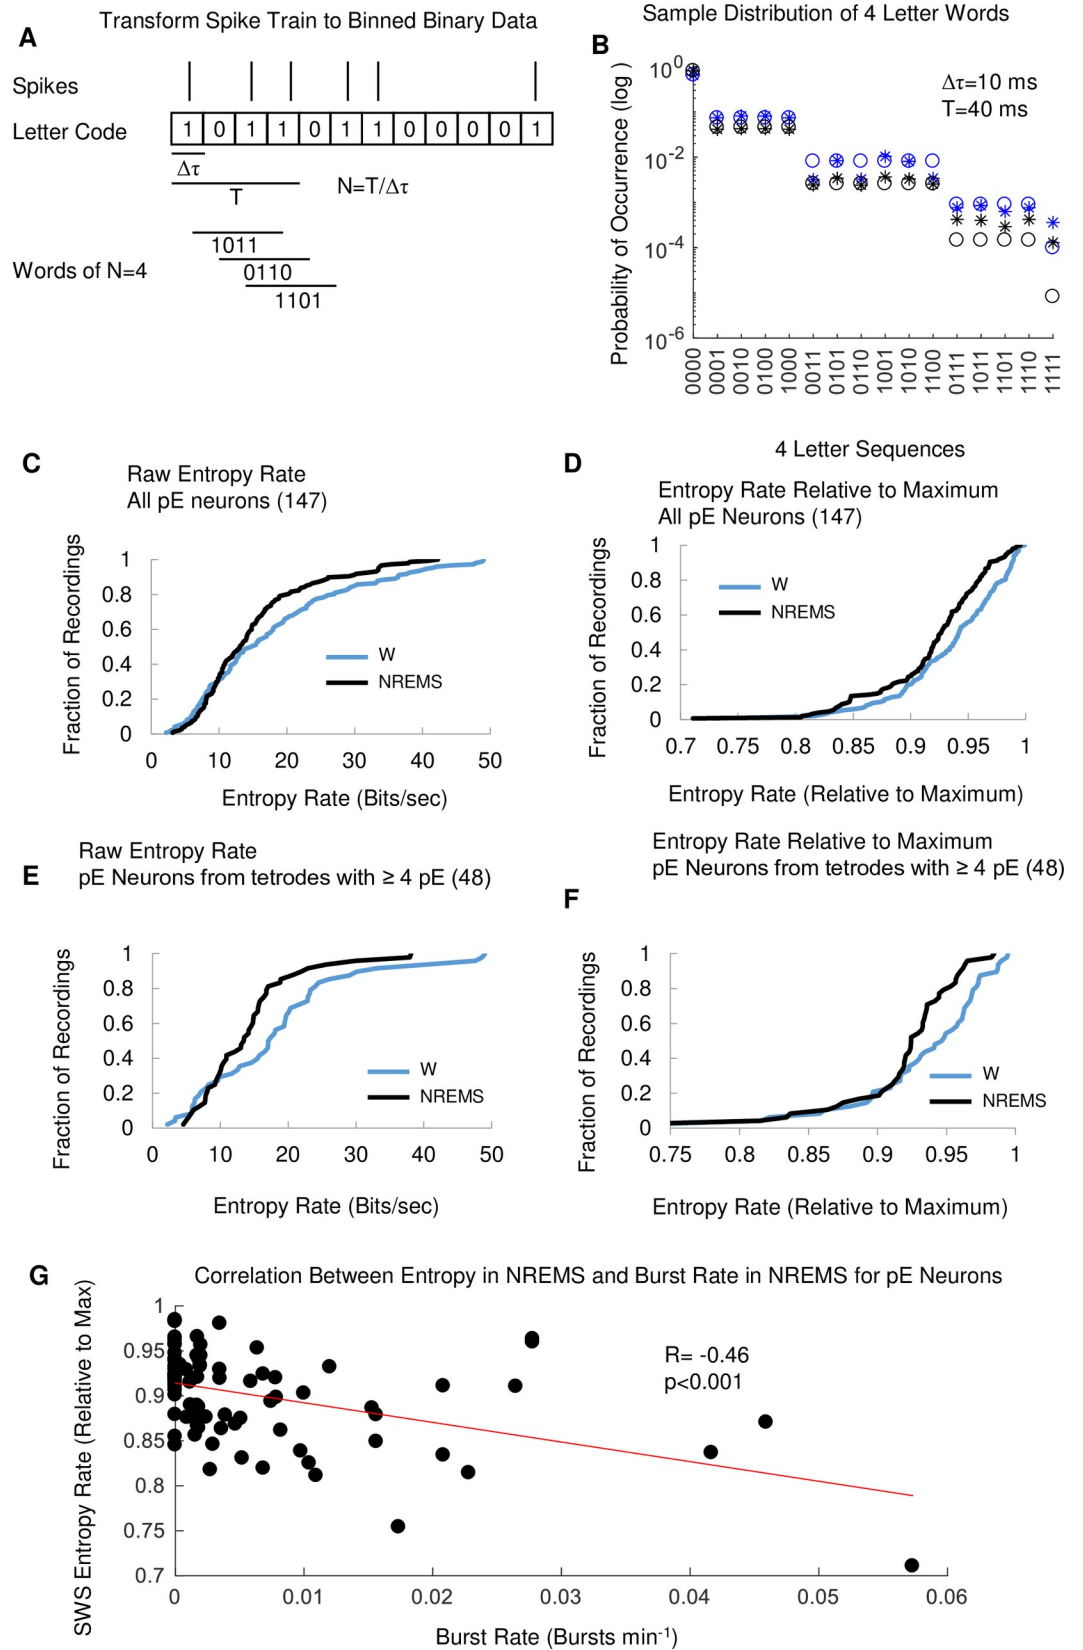 A
Transform Spike Train to Binned Binary Data
Spikes
Letter Code
1 0 1 1 0 1 1 0 0 0 0 1
Δτ
T
N=T/Δτ
Words of N=4
1011
0110
1101
Sample Distribution of 4 Letter Words
B
Probability of Occurrence (log )
10^0
10^-2
10^-4
10^-6
Δτ=10 ms
T=40 ms
0000
0001
0010
0100
1000
0011
0101
0110
1001
1010
1100
0111
1011
1101
1110
1111
C
Raw Entropy Rate
All pE neurons (147)
Fraction of Recordings
1
0.8
0.6
0.4
0.2
0
W
NREMS
0 10 20 30 40 50
Entropy Rate (Bits/sec)
4 Letter Sequences
D
Entropy Rate Relative to Maximum
All pE Neurons (147)
Fraction of Recordings
1
0.8
0.6
0.4
0.2
0
W
NREMS
0.7 0.75 0.8 0.85 0.9 0.95 1
Entropy Rate (Relative to Maximum)
E
Raw Entropy Rate
pE Neurons from tetrodes with ≥ 4 pE (48)
Fraction of Recordings
1
0.8
0.6
0.4
0.2
0
W
NREMS
0 10 20 30 40 50
Entropy Rate (Bits/sec)
Entropy Rate Relative to Maximum
pE Neurons from tetrodes with ≥ 4 pE (48)
F
Fraction of Recordings
1
0.8
0.6
0.4
0.2
0
W
NREMS
0.75 0.8 0.85 0.9 0.95 1
Entropy Rate (Relative to Maximum)
G
Correlation Between Entropy in NREMS and Burst Rate in NREMS for pE Neurons
SWS Entropy Rate (Relative to Max)
1
0.95
0.9
0.85
0.8
0.75
0.7
R= -0.46
p<0.001
0 0.01 0.02 0.03 0.04 0.05 0.06
Burst Rate (Bursts min⁻¹)